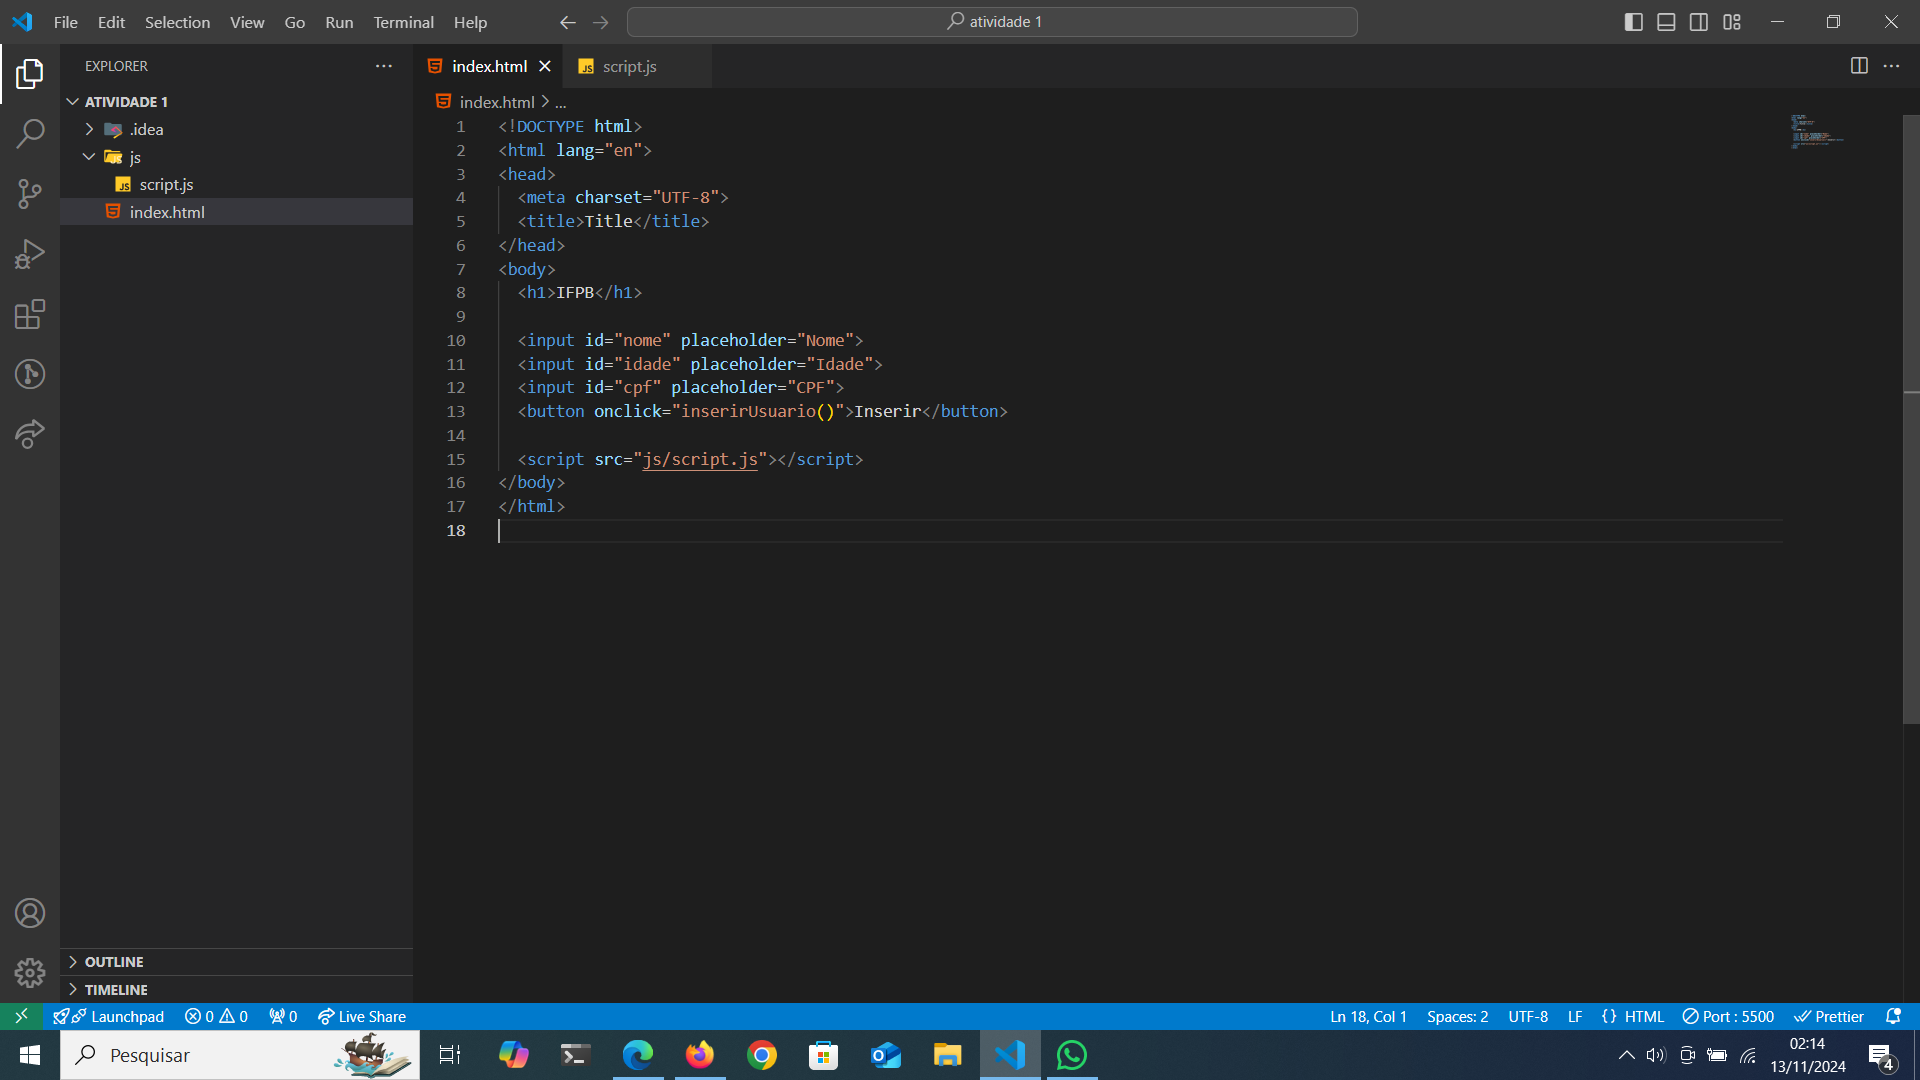 File Edit Selection View Go Run Terminal Help
atividade 1
EXPLORER
ATIVIDADE 1
.idea
js
script.js
index.html
OUTLINE
TIMELINE
index.html
script.js
index.html > ...
1 <!DOCTYPE html>
2 <html lang="en">
3 <head>
4 <meta charset="UTF-8">
5 <title>Title</title>
6 </head>
7 <body>
8 <h1>IFPB</h1>
9
10 <input id="nome" placeholder="Nome">
11 <input id="idade" placeholder="Idade">
12 <input id="cpf" placeholder="CPF">
13 <button onclick="inserirUsuario()">Inserir</button>
14
15 <script src="js/script.js"></script>
16 </body>
17 </html>
18
Launchpad 0 0 0 Live Share
Ln 18, Col 1 Spaces: 2 UTF-8 LF {} HTML Port : 5500 Prettier
Pesquisar
02:14
13/11/2024
4